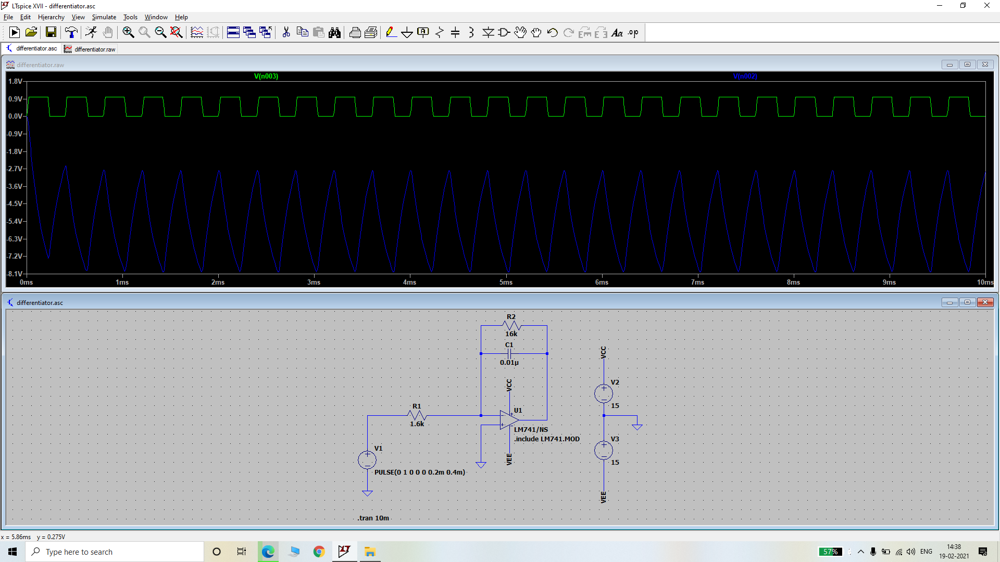 LTspice XVII - differentiator.asc
File Edit Hierarchy View Simulate Tools Window Help
A .op
differentiator.asc differentiator.raw
differentiator.raw
V(n003) V(n002)
1.8V
0.9V
0.0V
-0.9V
-1.8V
-2.7V
-3.6V
-4.5V
-5.4V
-6.3V
-7.2V
-8.1V
0ms 1ms 2ms 3ms 4ms 5ms 6ms 7ms 8ms 9ms 10ms
differentiator.asc
R2
16k
C1
0.01µ
VCC
VCC
V2
15
R1
1.6k
U1
LM741/NS
.include LM741.MOD
V3
15
V1
PULSE(0 1 0 0 0 0.2m 0.4m)
VEE
VEE
.tran 10m
x = 5.86ms y = 0.275V
Type here to search
LT
57%
ENG
14:38
19-02-2021